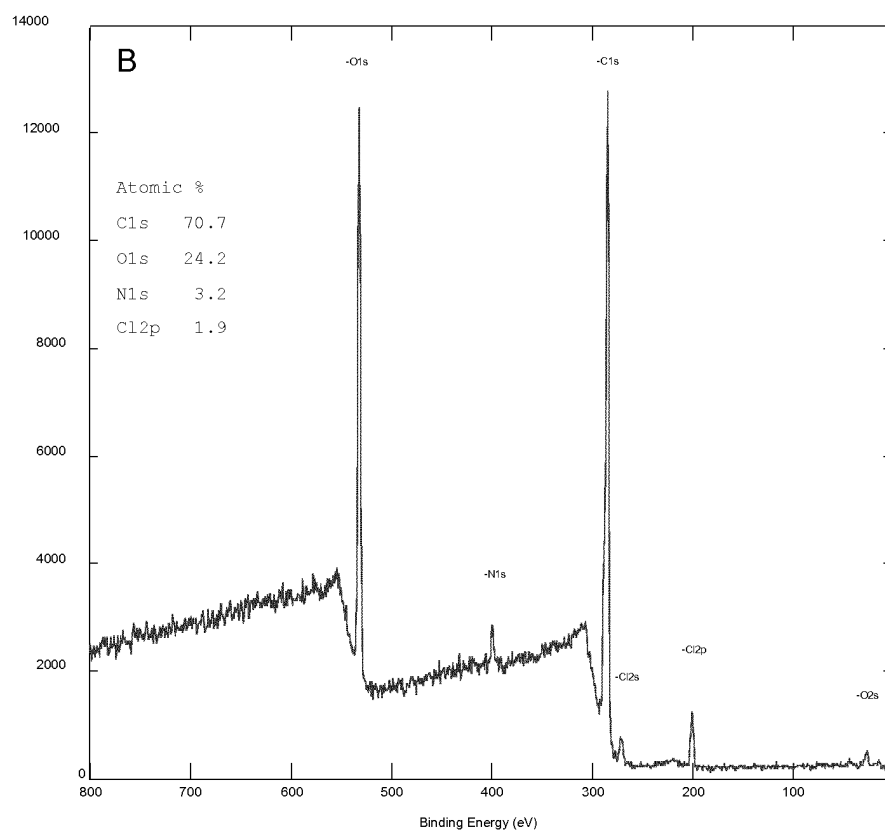 14000
B
-O1s
-C1s
12000
Atomic %
C1s 70.7
10000
O1s 24.2
N1s 3.2
Cl2p 1.9
8000
6000
4000
-N1s
-Cl2p
2000
-Cl2s
-O2s
0
800 700 600 500 400 300 200 100
Binding Energy (eV)